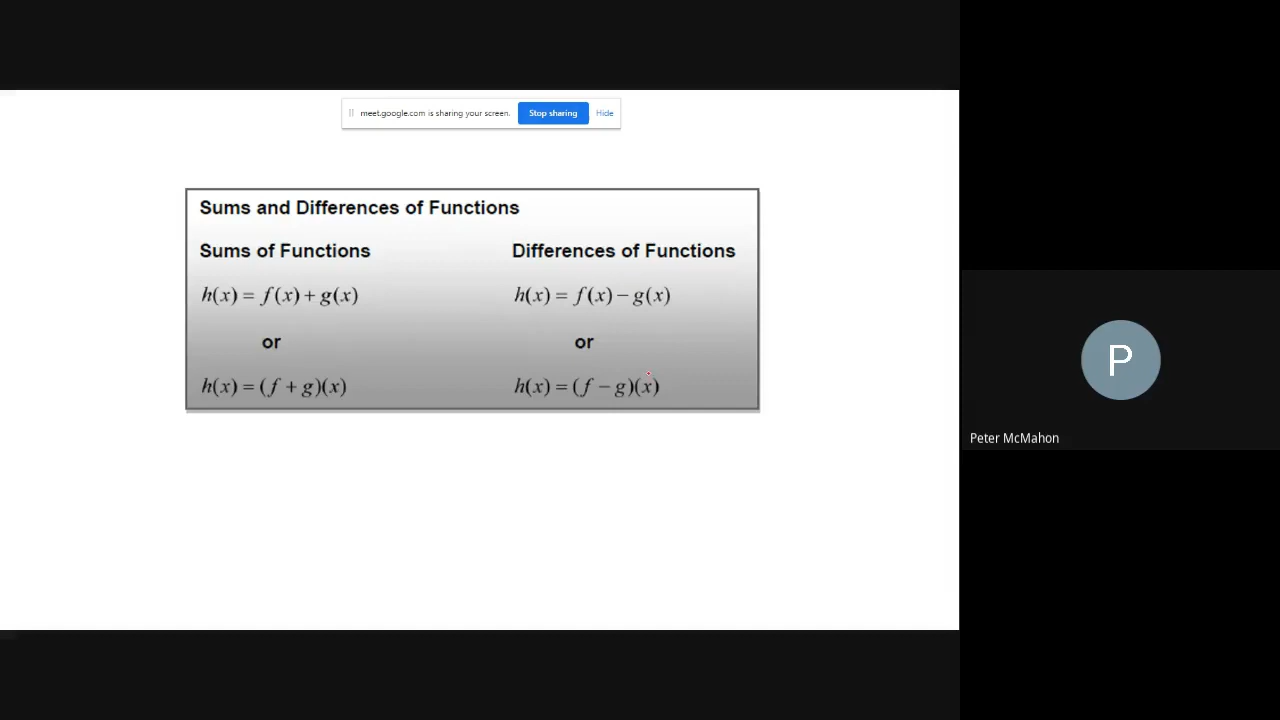 meet.google.com is sharing your screen. Stop sharing Hide
Sums and Differences of Functions
Sums of Functions Differences of Functions
h(x) = f(x) + g(x) h(x) = f(x) − g(x)
or or
h(x) = (f + g)(x) h(x) = (f − g)(x)
P
Peter McMahon